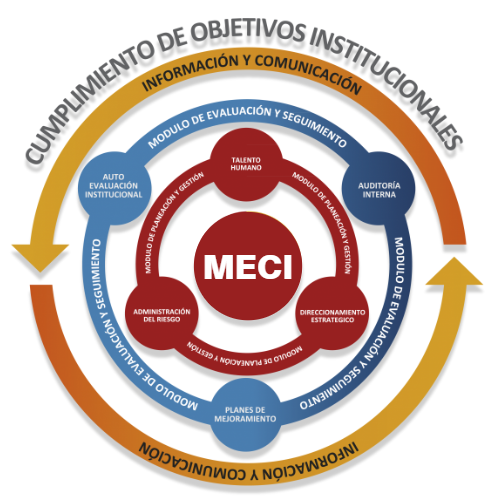 CUMPLIMIENTO DE OBJETIVOS INSTITUCIONALES
INFORMACIÓN Y COMUNICACIÓN
MODULO DE EVALUACIÓN Y SEGUIMIENTO
TALENTO
HUMANO
AUTO
EVALUACIÓN
INSTITUCIONAL
AUDITORÍA
INTERNA
MODULO DE PLANEACIÓN Y GESTIÓN
MODULO DE PLANEACIÓN Y GESTIÓN
MECI
MODULO DE EVALUACIÓN Y SEGUIMIENTO
MODULO DE EVALUACIÓN Y SEGUIMIENTO
ADMINISTRACIÓN
DEL RIESGO
DIRECCIONAMIENTO
ESTRATEGICO
MODULO DE PLANEACIÓN Y GESTIÓN
PLANES DE
MEJORAMIENTO
INFORMACIÓN Y COMUNICACIÓN